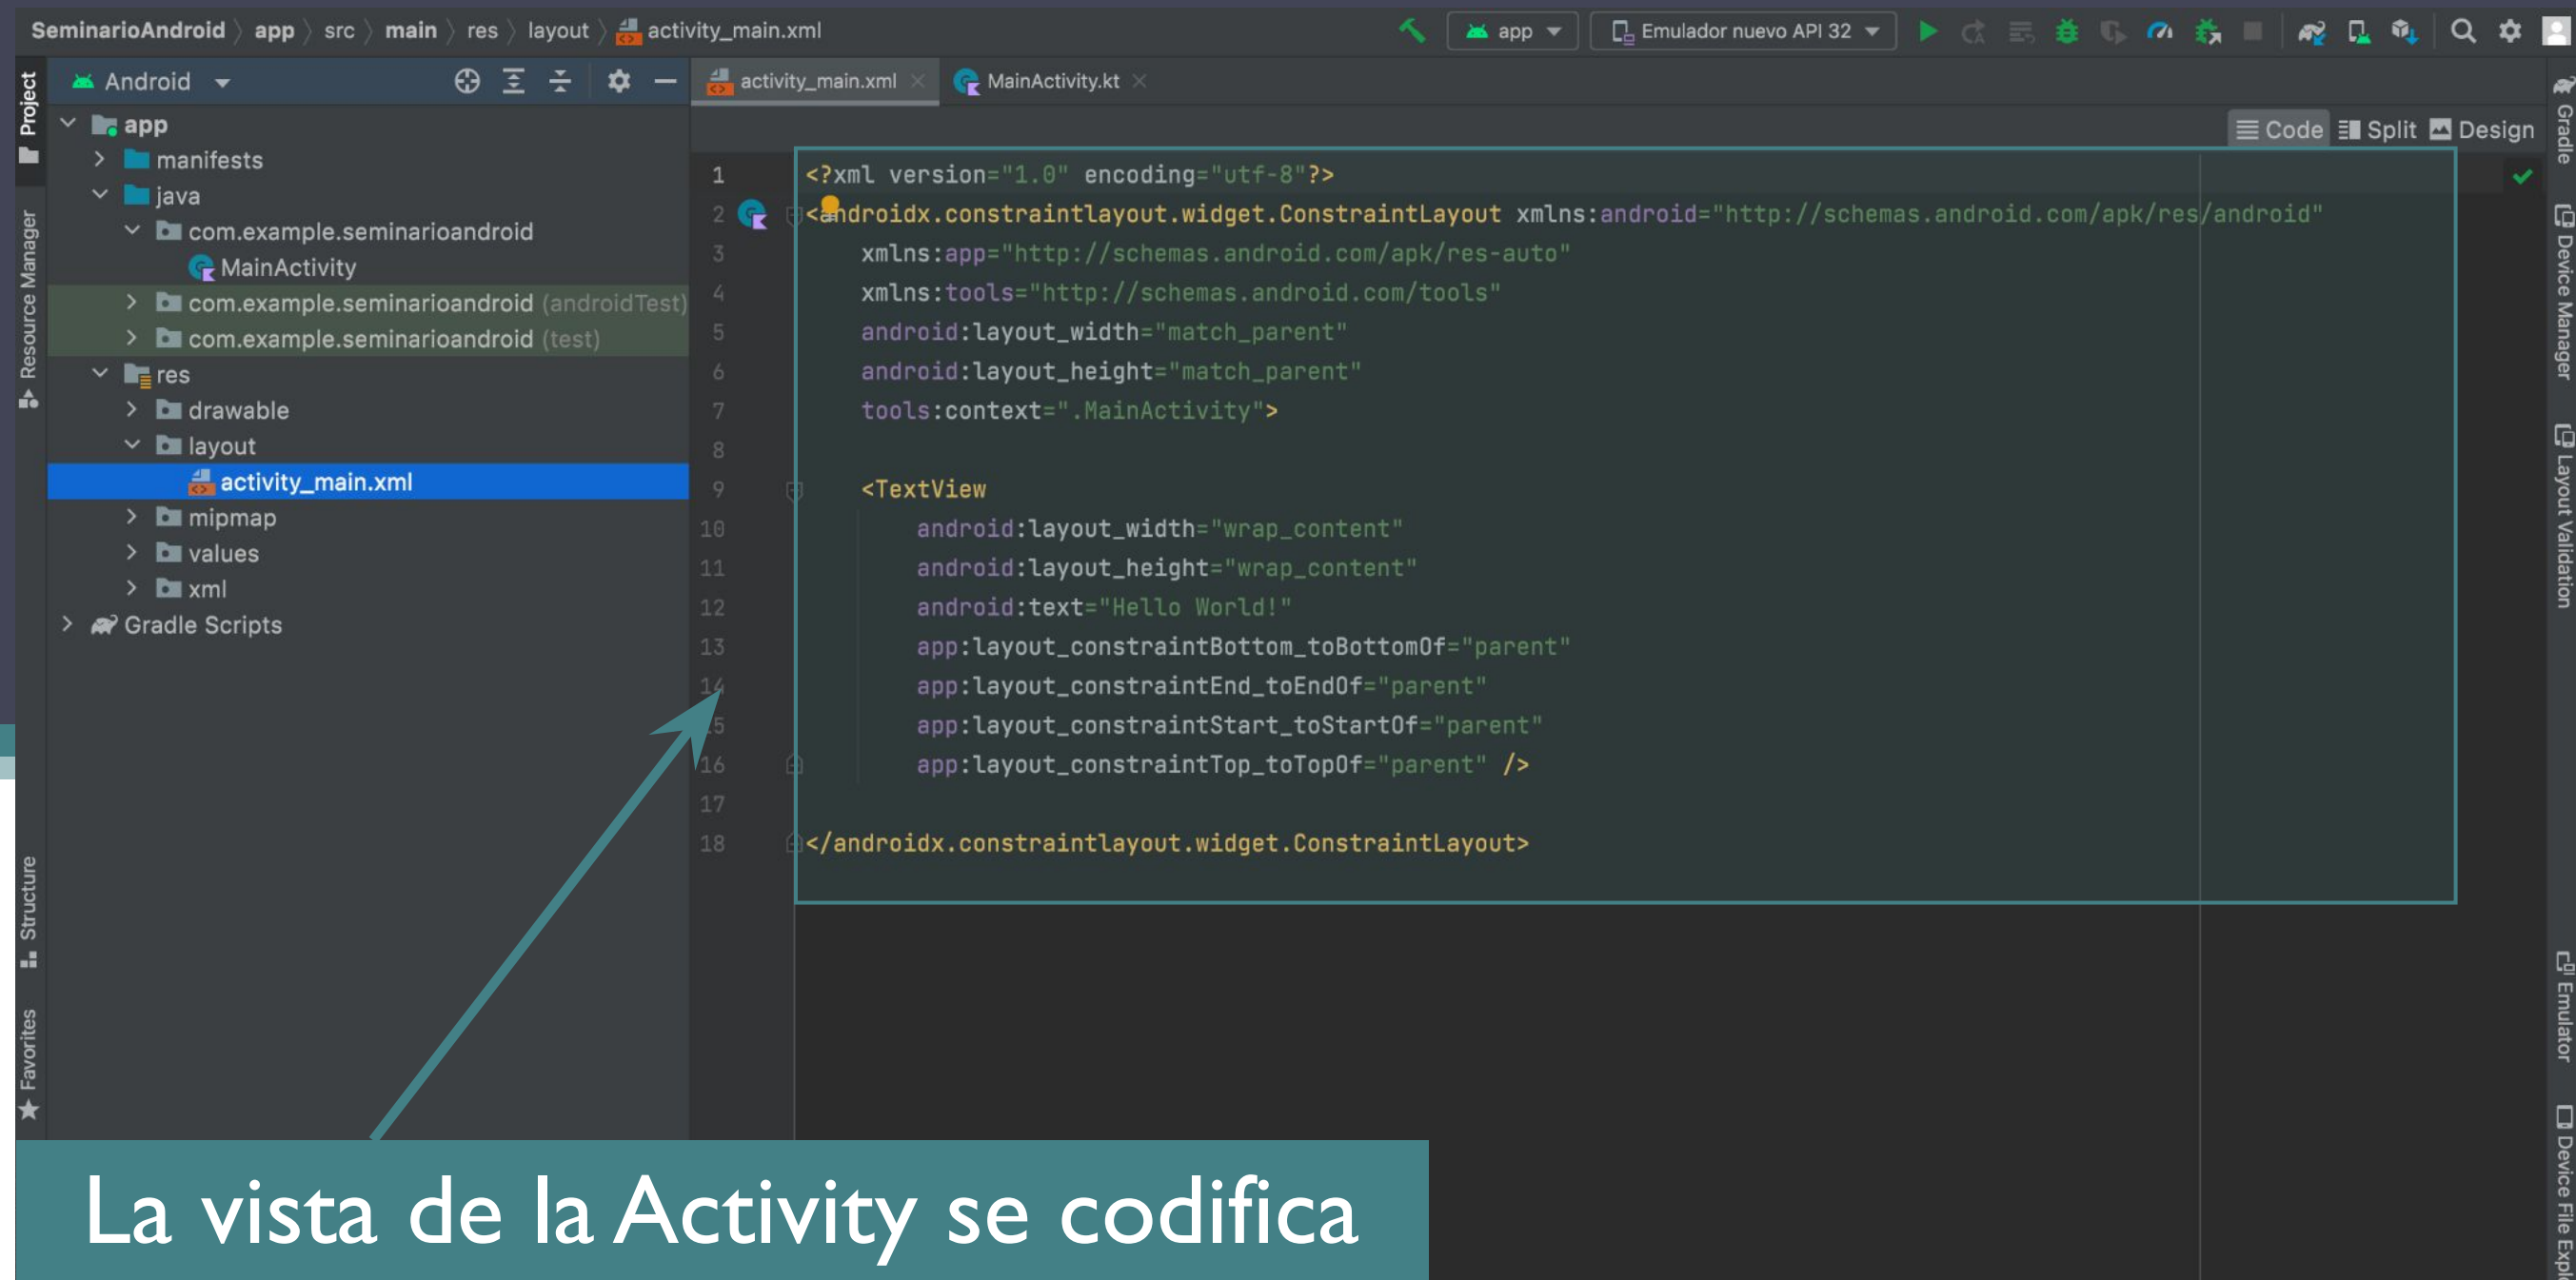 SeminarioAndroid app src main res layout activity_main.xml
app Emulador nuevo API 32
Project
Resource Manager
Structure
Favorites
Android
app
manifests
java
com.example.seminarioandroid
MainActivity
com.example.seminarioandroid (androidTest)
com.example.seminarioandroid (test)
res
drawable
layout
activity_main.xml
mipmap
values
xml
Gradle Scripts
activity_main.xml MainActivity.kt
Code Split Design
1 <?xml version="1.0" encoding="utf-8"?>
2 <androidx.constraintlayout.widget.ConstraintLayout xmlns:android="http://schemas.android.com/apk/res/android"
3 xmlns:app="http://schemas.android.com/apk/res-auto"
4 xmlns:tools="http://schemas.android.com/tools"
5 android:layout_width="match_parent"
6 android:layout_height="match_parent"
7 tools:context=".MainActivity">
8
9 <TextView
10 android:layout_width="wrap_content"
11 android:layout_height="wrap_content"
12 android:text="Hello World!"
13 app:layout_constraintBottom_toBottomOf="parent"
14 app:layout_constraintEnd_toEndOf="parent"
15 app:layout_constraintStart_toStartOf="parent"
16 app:layout_constraintTop_toTopOf="parent" />
17
18 </androidx.constraintlayout.widget.ConstraintLayout>
Gradle
Device Manager
Layout Validation
Emulator
Device File Expl
La vista de la Activity se codifica